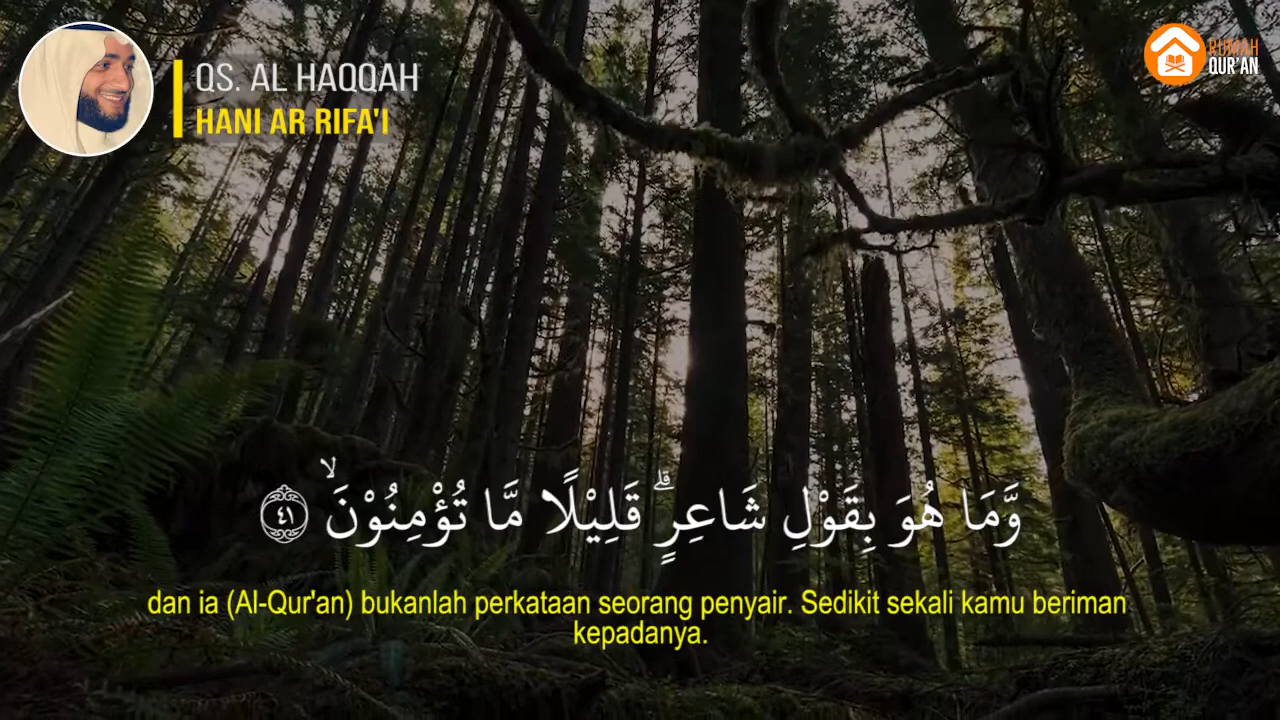 QS. AL HAQQAH
HANI AR RIFA'I
RUMAH
QUR'AN
وَّمَا هُوَ بِقَوْلِ شَاعِرٍۗ قَلِيْلًا مَّا تُؤْمِنُوْنَۙ ٤١
dan ia (Al-Qur'an) bukanlah perkataan seorang penyair. Sedikit sekali kamu beriman
kepadanya.